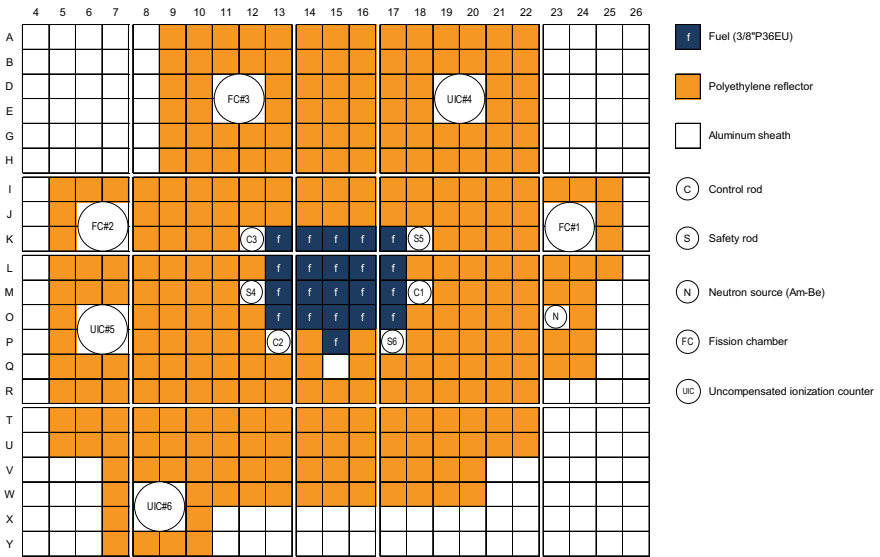 4 5 6 7 8 9 10 11 12 13 14 15 16 17 18 19 20 21 22 23 24 25 26
A
f Fuel (3/8"P36EU)
B
D
FC#3 UIC#4
Polyethylene reflector
E
G
Aluminum sheath
H
I
C Control rod
J
FC#2 FC#1
K C3 f f f f f S5
S Safety rod
L f f f f f
M S4 f f f f f C1
N Neutron source (Am-Be)
O f f f f f N
UIC#5
P C2 f S6
FC Fission chamber
Q
R
UIC Uncompensated ionization counter
T
U
V
W
UIC#6
X
Y